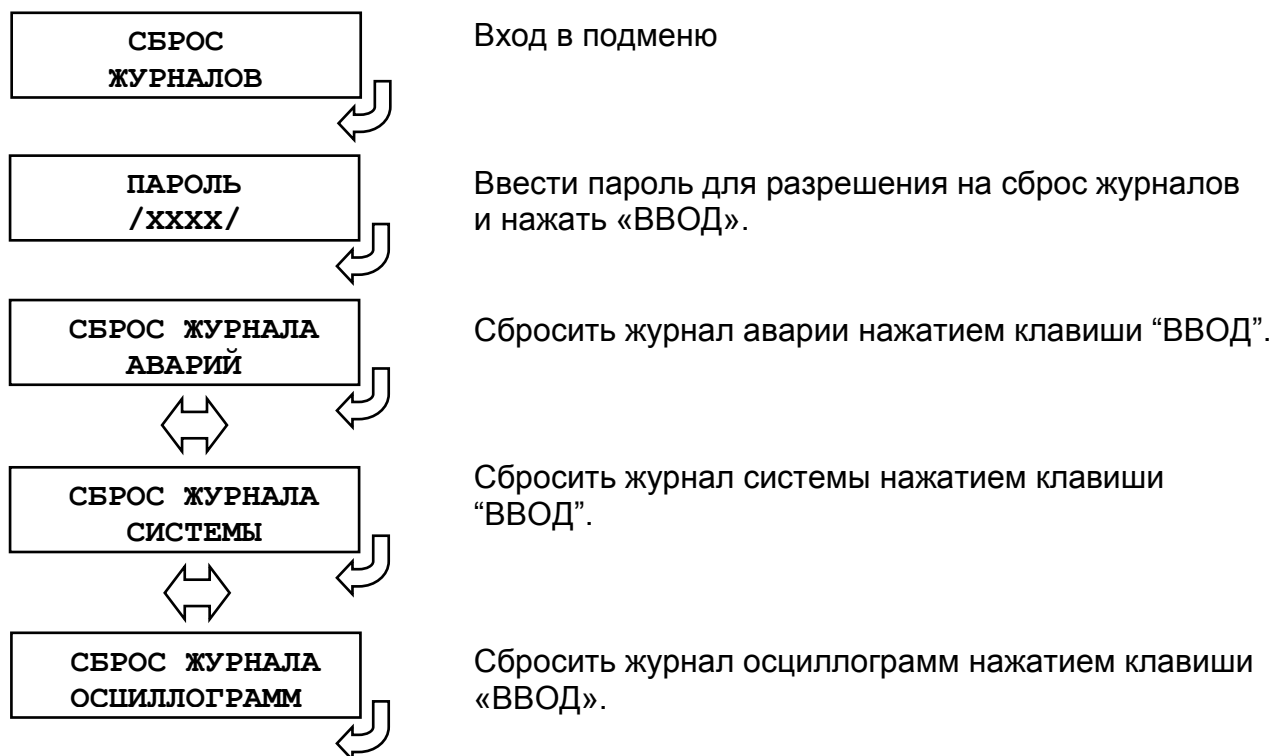 СБРОС
ЖУРНАЛОВ
Вход в подменю
ПАРОЛЬ
/XXXX/
Ввести пароль для разрешения на сброс журналов
и нажать «ВВОД».
СБРОС ЖУРНАЛА
АВАРИЙ
Сбросить журнал аварии нажатием клавиши “ВВОД”.
СБРОС ЖУРНАЛА
СИСТЕМЫ
Сбросить журнал системы нажатием клавиши
“ВВОД”.
СБРОС ЖУРНАЛА
ОСЦИЛЛОГРАММ
Сбросить журнал осциллограмм нажатием клавиши
«ВВОД».